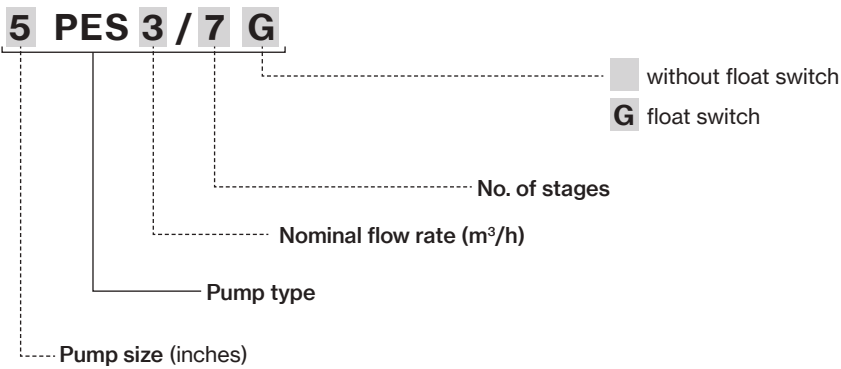 5 PES 3 / 7 G
without float switch
G float switch
No. of stages
Nominal flow rate (m³/h)
Pump type
Pump size (inches)